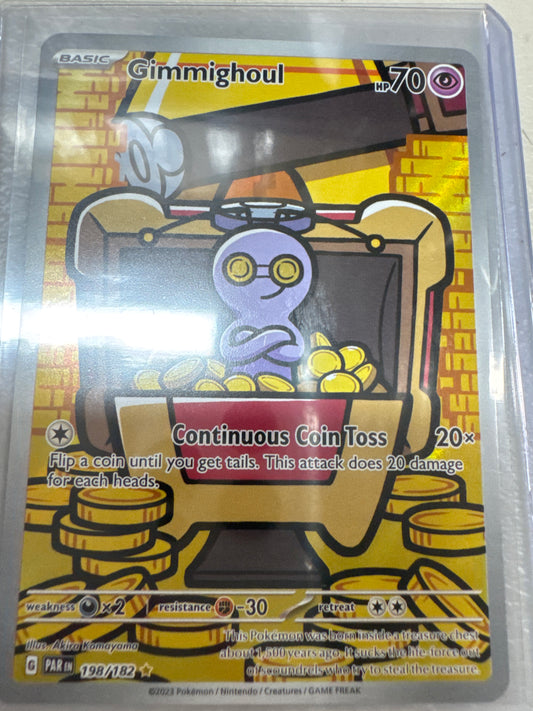 BASIC Gimmighoul HP70
Continuous Coin Toss 20×
Flip a coin until you get tails. This attack does 20 damage
for each heads.
weakness ×2 resistance -30 retreat
Illus. Akira Komayama
This Pokémon was born inside a treasure chest
about 1,500 years ago. It sucks the life-force out
of scoundrels who try to steal the treasure.
G PAR EN 198/182
©2023 Pokémon / Nintendo / Creatures / GAME FREAK